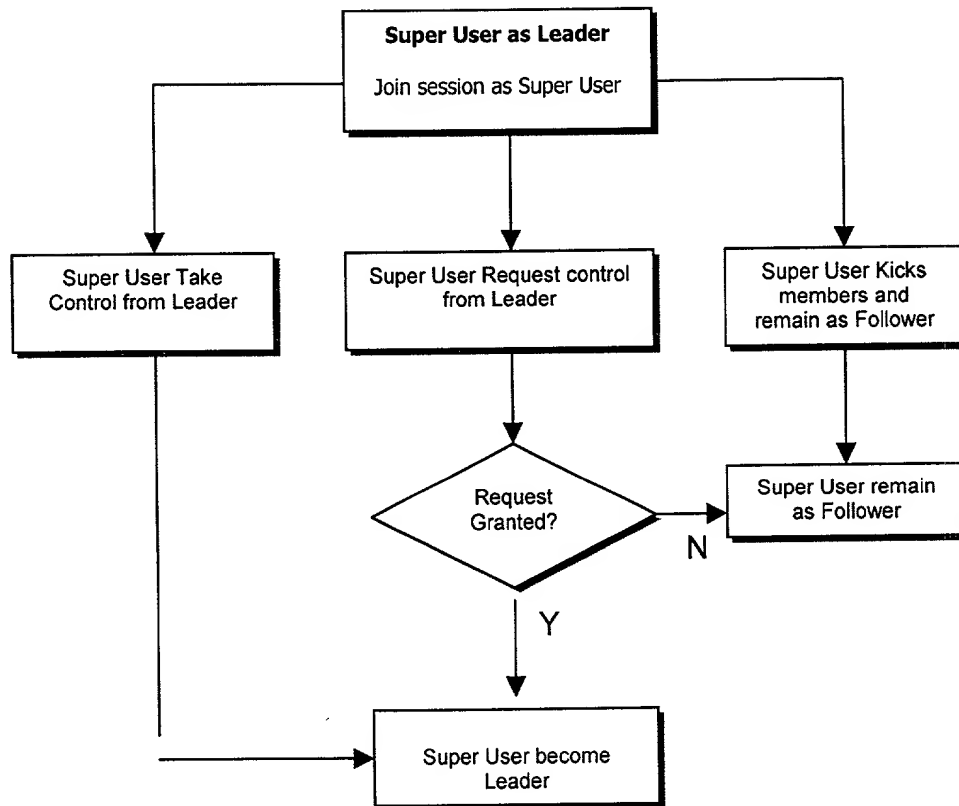 Super User as Leader
Join session as Super User
Super User Take
Control from Leader
Super User Request control
from Leader
Super User Kicks
members and
remain as Follower
Request
Granted?
N
Super User remain
as Follower
Y
Super User become
Leader